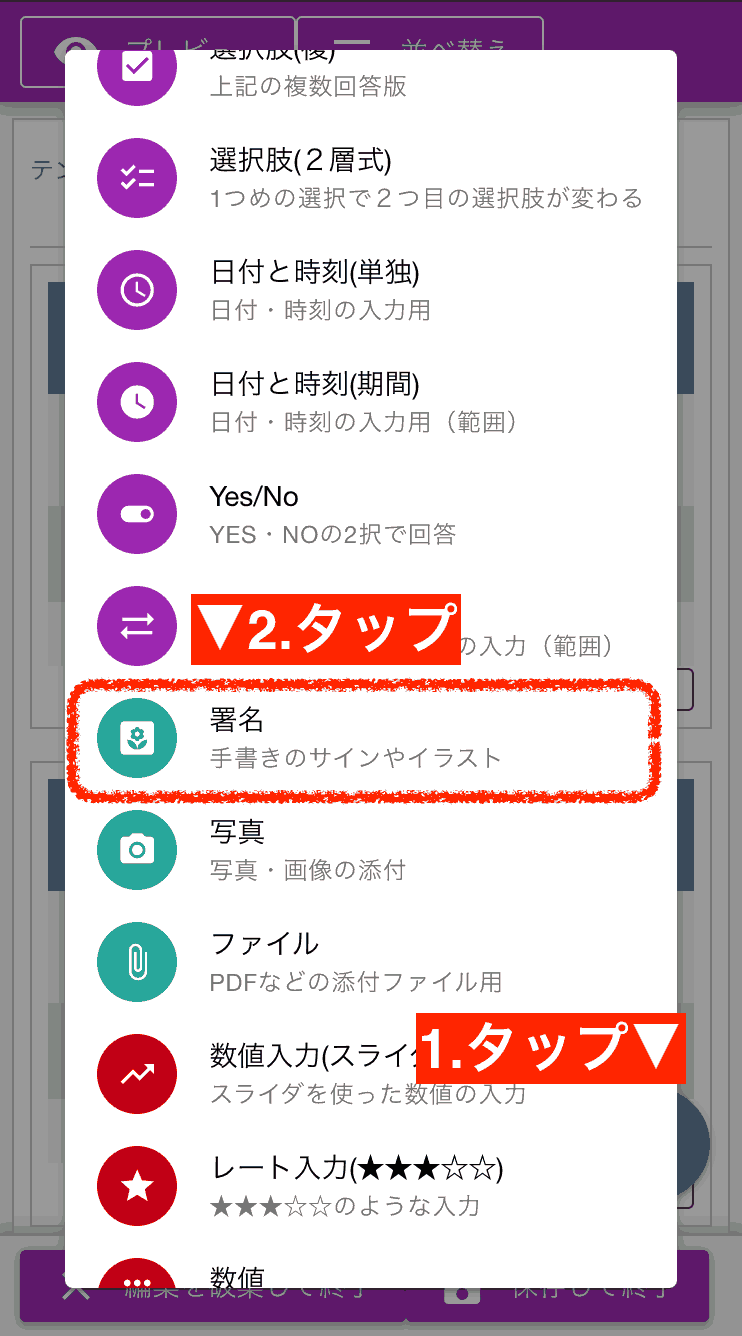 プレビ
並べ替え
選択肢(複)
上記の複数回答版
テン
選択肢(２層式)
1つめの選択で２つ目の選択肢が変わる
日付と時刻(単独)
日付・時刻の入力用
日付と時刻(期間)
日付・時刻の入力用（範囲）
Yes/No
YES・NOの2択で回答
▼2.タップ
の入力（範囲）
署名
手書きのサインやイラスト
写真
写真・画像の添付
ファイル
PDFなどの添付ファイル用
数値入力(スライ
1.タップ▼
スライダを使った数値の入力
レート入力(★★★☆☆)
★★★☆☆のような入力
数値
編集を破棄して終了
保存して終了